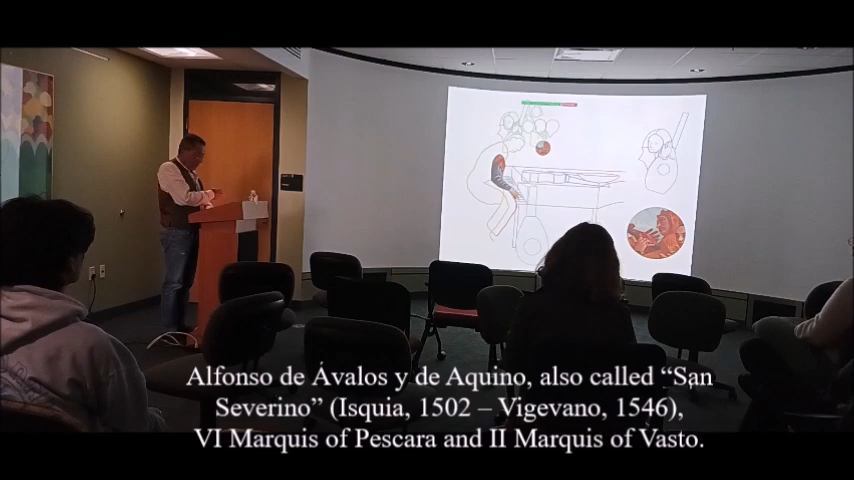 Alfonso de Ávalos y de Aquino, also called “San
Severino” (Isquia, 1502 – Vigevano, 1546),
VI Marquis of Pescara and II Marquis of Vasto.